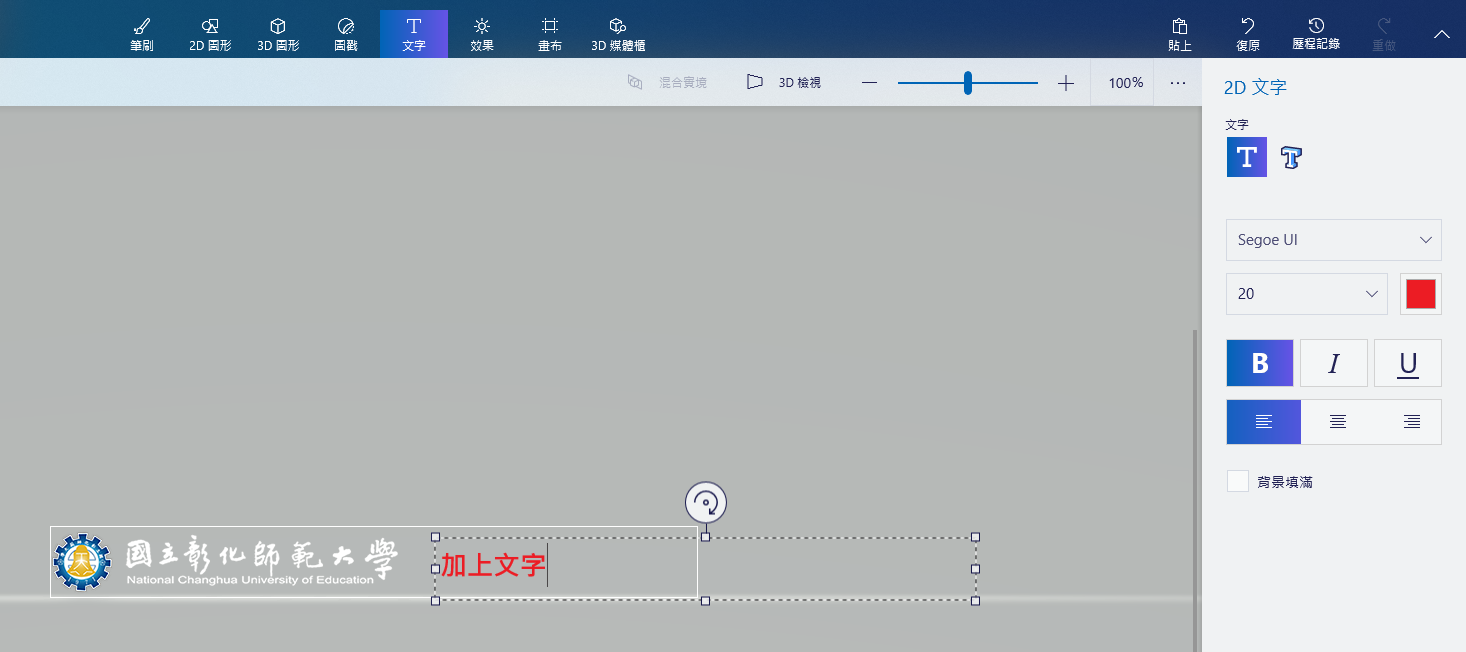 筆刷
2D 圖形
3D 圖形
圖戳
文字
效果
畫布
3D 媒體櫃
貼上
復原
歷程記錄
重做
混合實境
3D 檢視
100%
2D 文字
文字
Segoe UI
20
B
I
U
背景填滿
國立彰化師範大學
National Changhua University of Education
加上文字